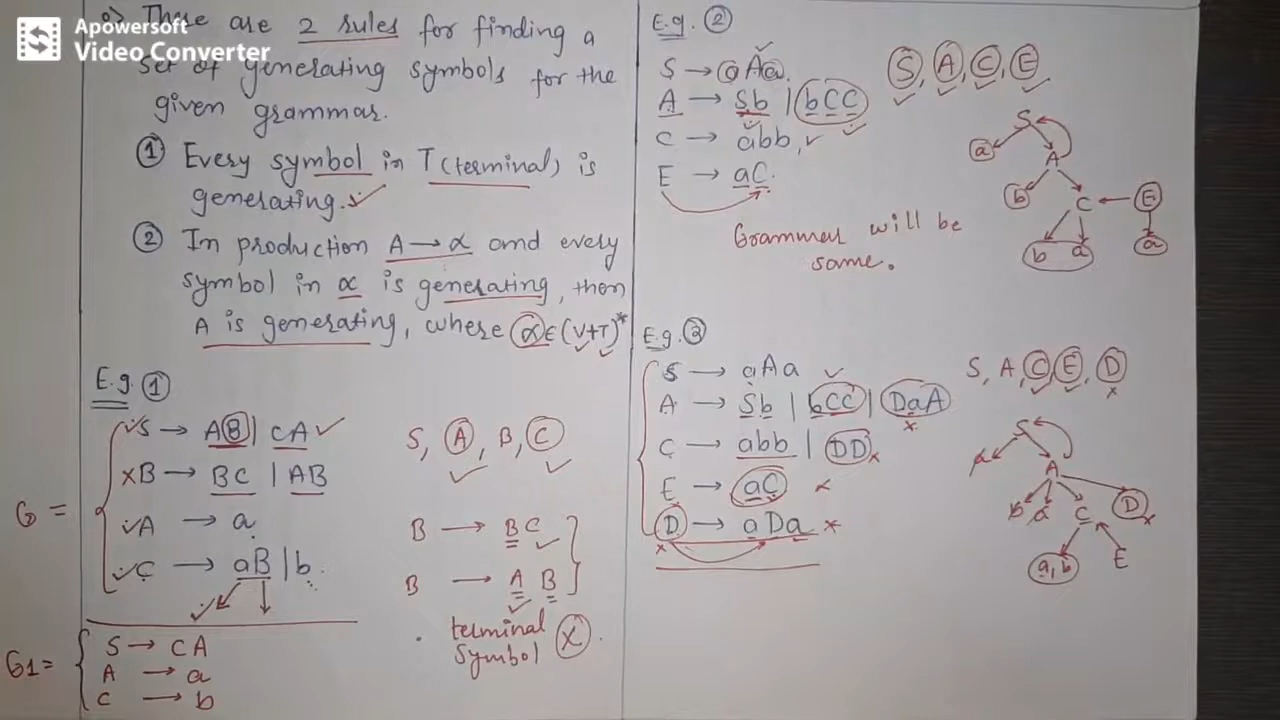 Apowersoft
Video Converter
These are 2 rules for finding a
set of generating symbols for the
given grammar.
① Every symbol in T(terminal) is
generating.
② In production A → α and every
symbol in α is generating, then
A is generating, where α ∈ (V+T)*
E.g. ①
G =
S → AB | CA
B → BC | AB
A → a
C → aB | b.
S, A, B, C
B → BC
B → A B
terminal
Symbol X.
G1 =
S → CA
A → a
C → b
E.g. ②
S → aAa.
A → Sb | bCC
C → abb,
E → aC.
S, A, C, E
S
a
A
b
C
E
b a
a
Grammer will be
same.
E.g. ③
S → aAa
A → Sb | bCC | DaA
C → abb | DD
E → aC
D → aDa
S, A, C, E, D
S
a
A
b a C D
a, b
E